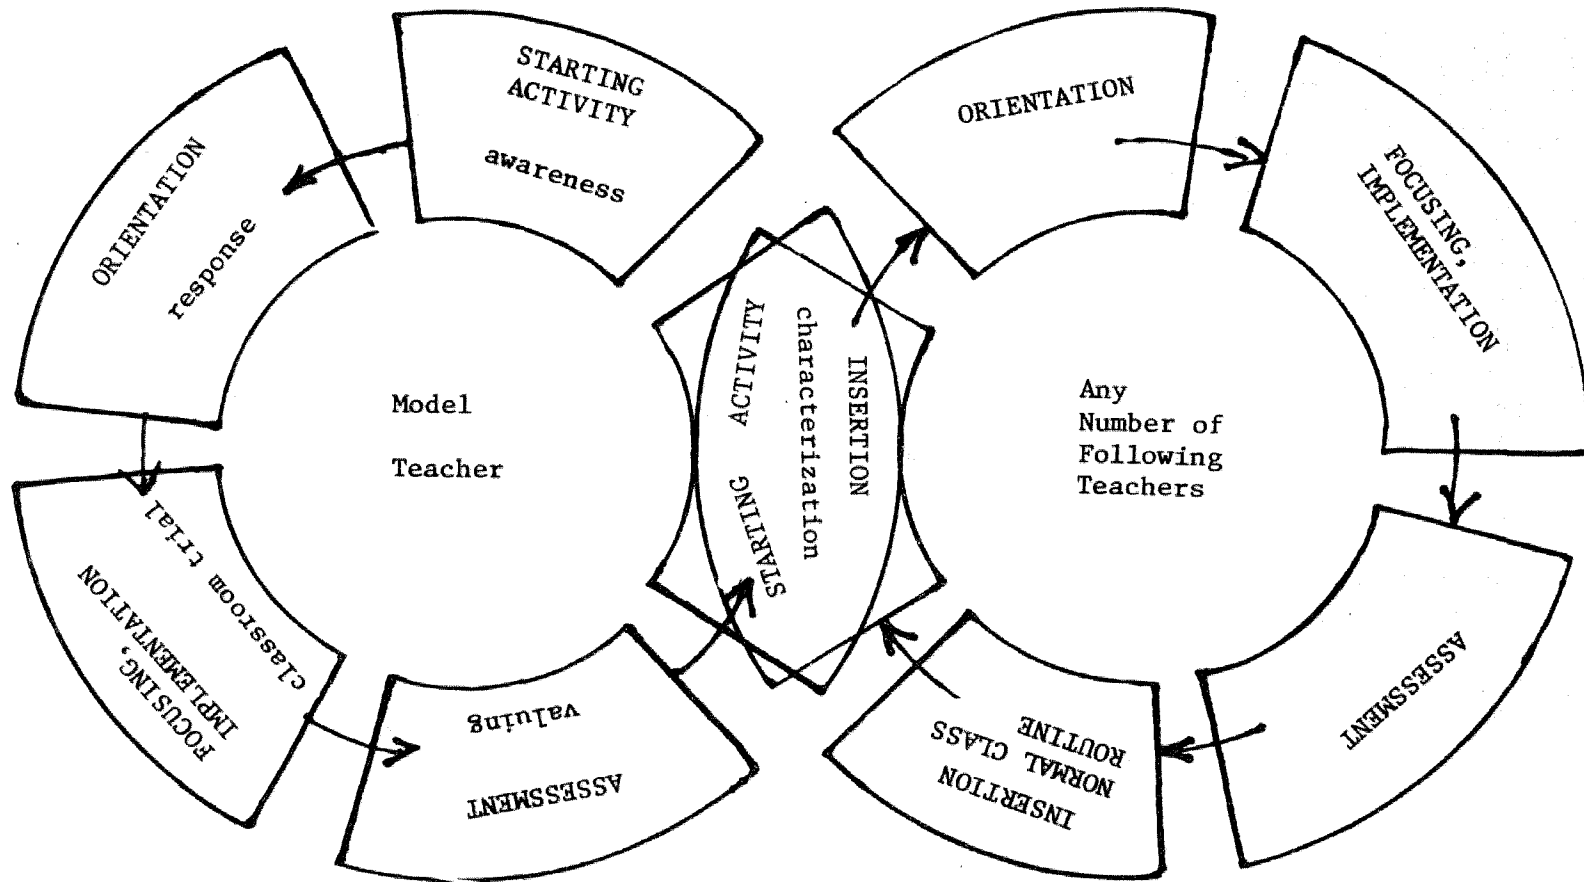 STARTING
ACTIVITY
awareness
ORIENTATION
response
Model
Teacher
classroom trial
FOCUSING,
IMPLEMENTATION
valuing
ASSESSMENT
STARTING ACTIVITY
characterization
INSERTION
ORIENTATION
FOCUSING,
IMPLEMENTATION
Any
Number of
Following
Teachers
ASSESSMENT
INSERTION
NORMAL CLASS
ROUTINE